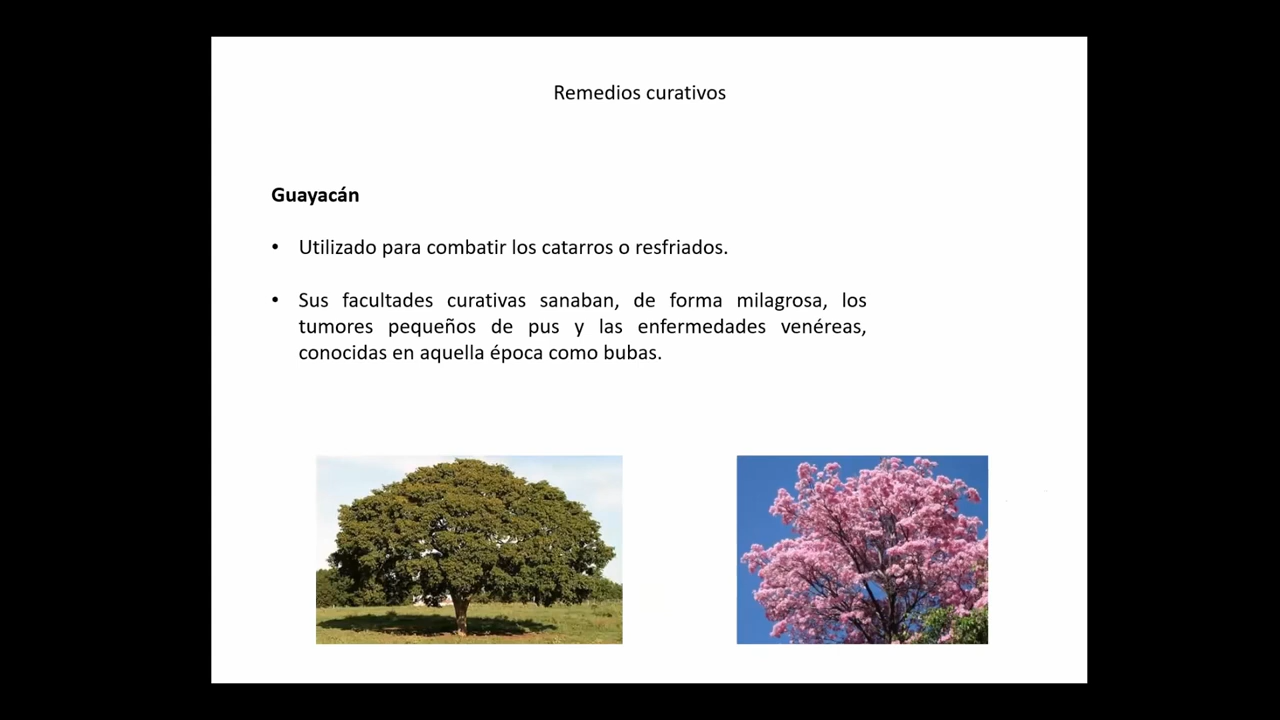 Remedios curativos
Guayacán
• Utilizado para combatir los catarros o resfriados.
• Sus facultades curativas sanaban, de forma milagrosa, los
tumores pequeños de pus y las enfermedades venéreas,
conocidas en aquella época como bubas.